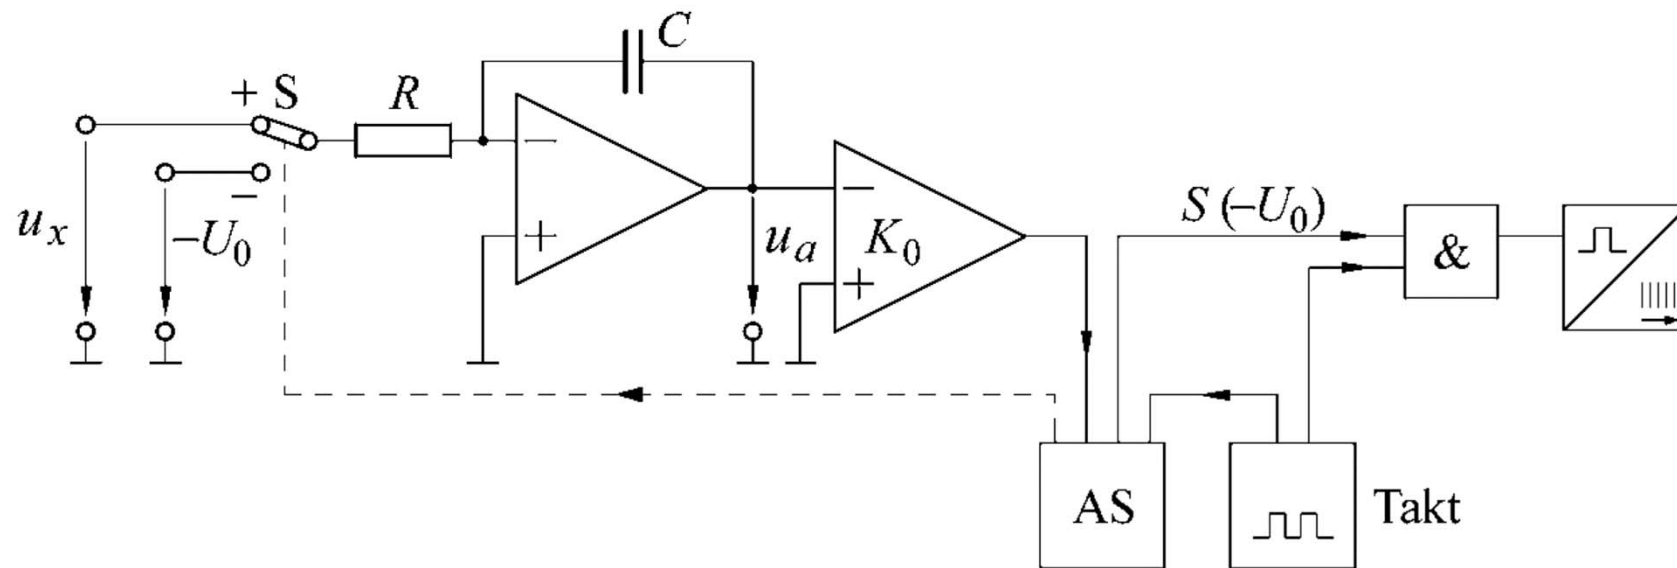 C
+ S
R
−
−
−
u_x
−U_0
+
u_a
K_0
+
S (−U_0)
&
AS
Takt